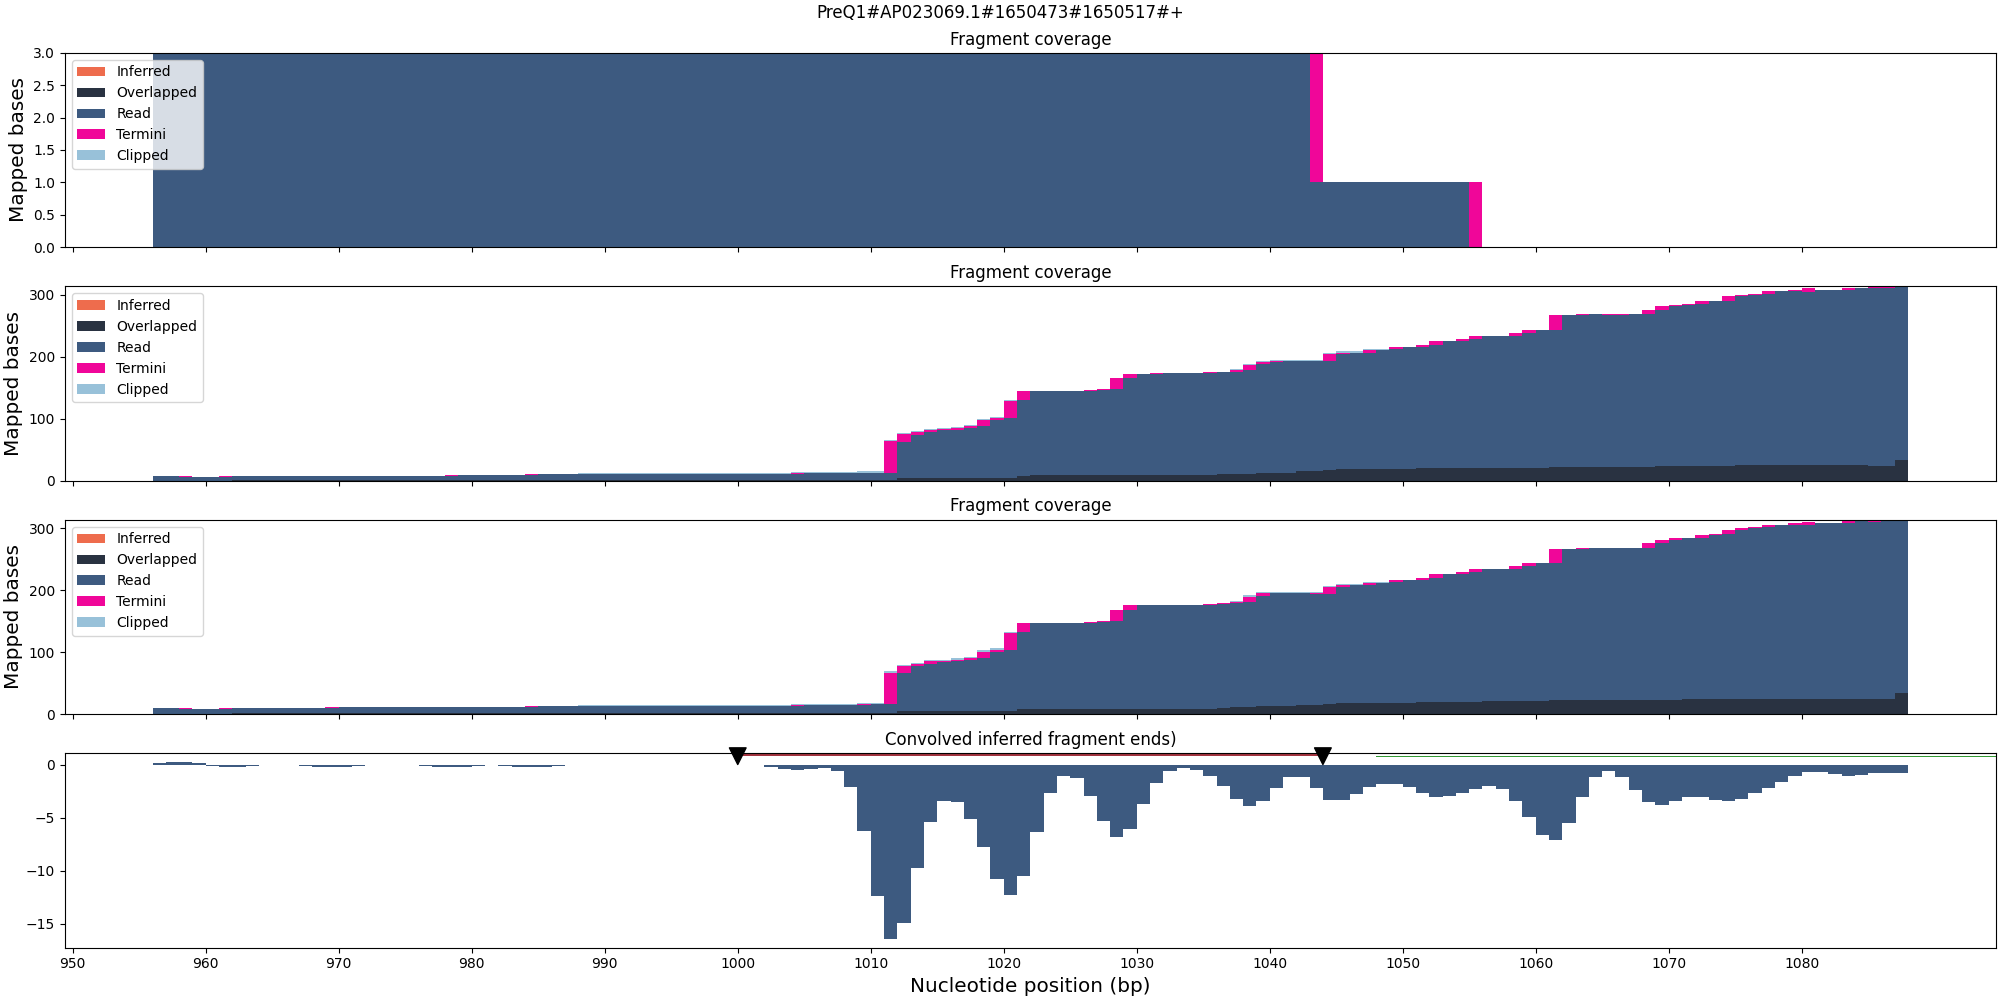 PreQ1#AP023069.1#1650473#1650517#+
Fragment coverage
Mapped bases
3.0
2.5
2.0
1.5
1.0
0.5
0.0
Inferred
Overlapped
Read
Termini
Clipped
Fragment coverage
Mapped bases
300
200
100
0
Inferred
Overlapped
Read
Termini
Clipped
Fragment coverage
Mapped bases
300
200
100
0
Inferred
Overlapped
Read
Termini
Clipped
Convolved inferred fragment ends)
0
−5
−10
−15
950 960 970 980 990 1000 1010 1020 1030 1040 1050 1060 1070 1080
Nucleotide position (bp)